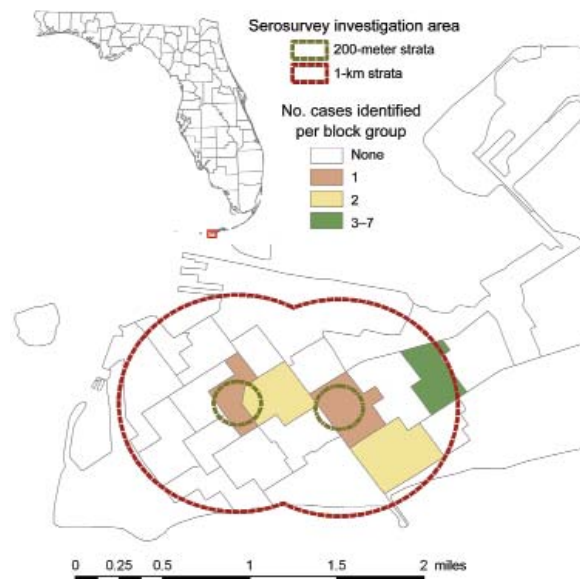 Serosurvey investigation area
200-meter strata
1-km strata
No. cases identified
per block group
None
1
2
3–7
0 0.25 0.5 1 1.5 2 miles